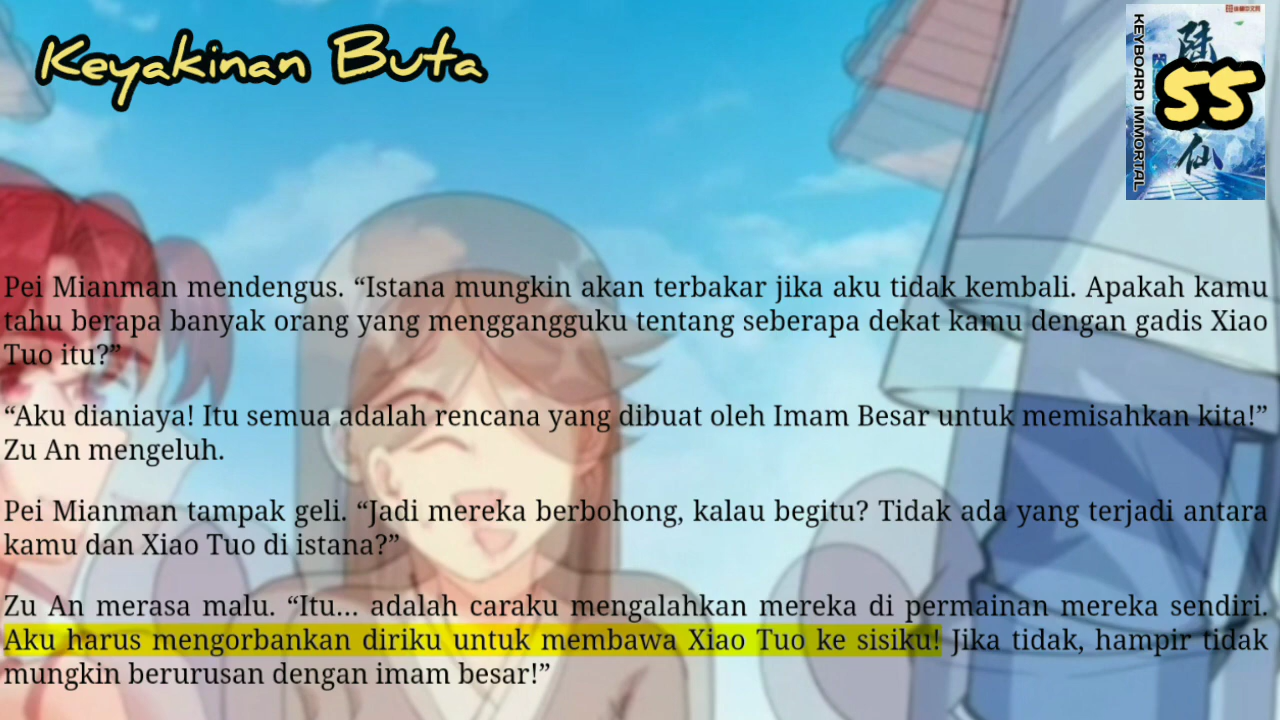 Keyakinan Buta
KEYBOARD IMMORTAL
陆
仙
55
Pei Mianman mendengus. “Istana mungkin akan terbakar jika aku tidak kembali. Apakah kamu
tahu berapa banyak orang yang menggangguku tentang seberapa dekat kamu dengan gadis Xiao
Tuo itu?”
“Aku dianiaya! Itu semua adalah rencana yang dibuat oleh Imam Besar untuk memisahkan kita!”
Zu An mengeluh.
Pei Mianman tampak geli. “Jadi mereka berbohong, kalau begitu? Tidak ada yang terjadi antara
kamu dan Xiao Tuo di istana?”
Zu An merasa malu. “Itu... adalah caraku mengalahkan mereka di permainan mereka sendiri.
Aku harus mengorbankan diriku untuk membawa Xiao Tuo ke sisiku! Jika tidak, hampir tidak
mungkin berurusan dengan imam besar!”